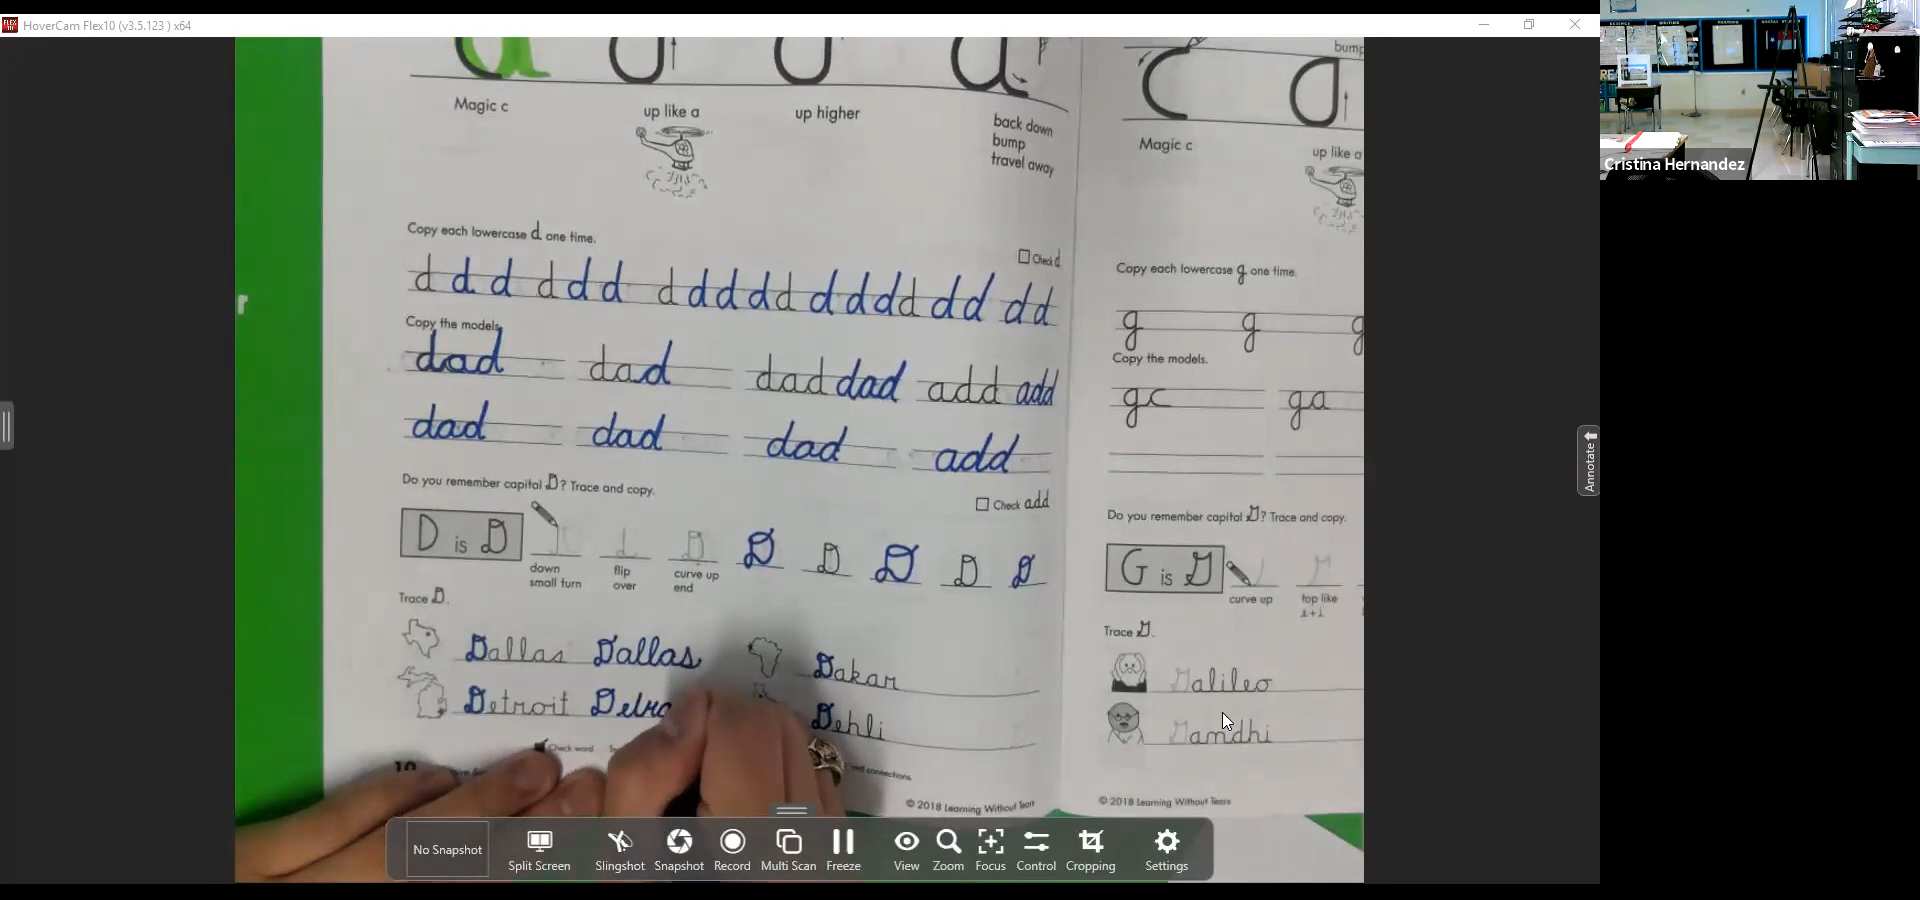 HoverCam Flex10 (v3.5.123 ) x64
Magic c
up like a
up higher
back down
bump
travel away
Copy each lowercase d one time.
Check d
d d d d d d d d d d d d d d d d d d d
Copy the models.
dad dad dad dad add add
dad dad dad add
Do you remember capital D? Trace and copy.
Check add
D is D
down
small turn
flip
over
curve up
end
D D D D D
Trace D.
Dallas Dallas
Dakar
Detroit Detro
Dehli
Check word
connections.
10
© 2018 Learning Without Tears
bump
Magic c
up like a
Copy each lowercase g one time.
g g g
Copy the models.
gc ga
Do you remember capital G? Trace and copy.
G is G
curve up
top like
Trace G.
Galileo
Gandhi
© 2018 Learning Without Tears
No Snapshot
Split Screen
Slingshot
Snapshot
Record
Multi Scan
Freeze
View
Zoom
Focus
Control
Cropping
Settings
Annotate
Cristina Hernandez
WRITING